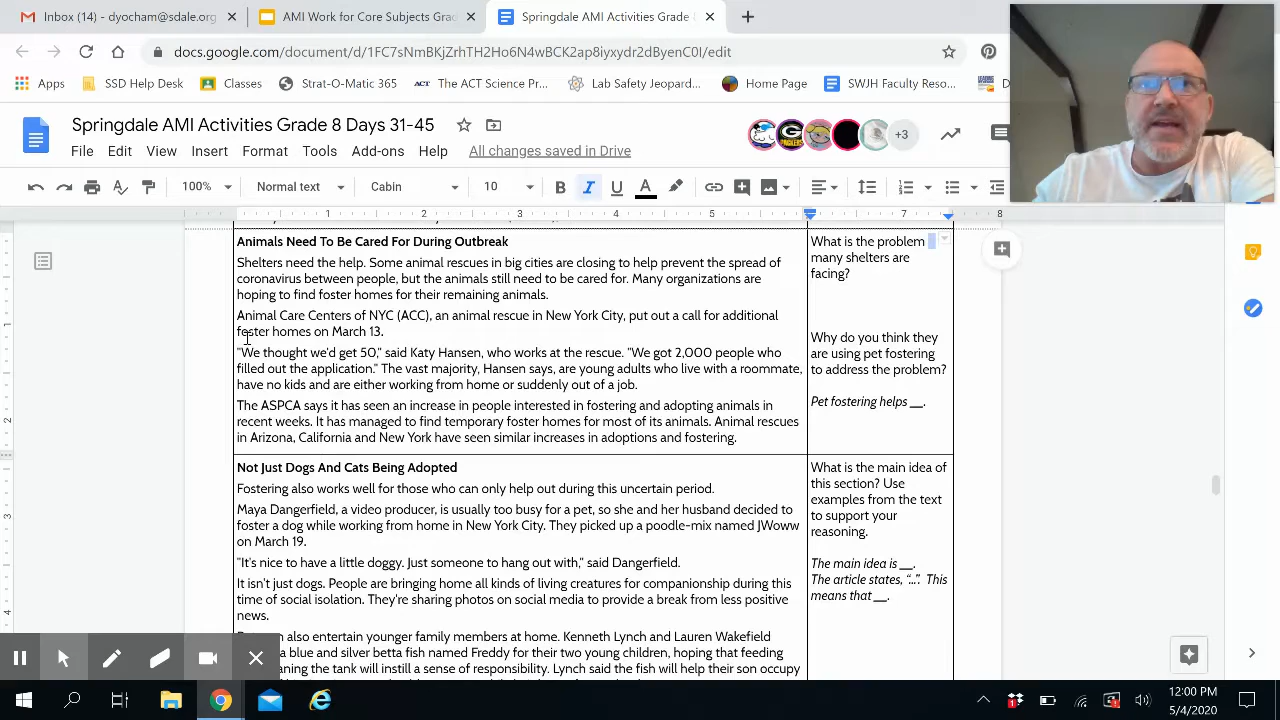 Inbox (14) - dyocham@sdale.org
AMI Work for Core Subjects Grad
Springdale AMI Activities Grade
docs.google.com/document/d/1FC7sNmBKjZrhTH2Ho6N4wBCK2ap8iyxydr2dByenC0I/edit
Apps
SSD Help Desk
Classes
Strat-O-Matic 365
ACT
The ACT Science Pr...
Lab Safety Jeopard...
Home Page
SWJH Faculty Reso...
Springdale AMI Activities Grade 8 Days 31-45
+3
File Edit View Insert Format Tools Add-ons Help All changes saved in Drive
100% Normal text Cabin 10 B I U A
1 2 3 4 5 7 8
Animals Need To Be Cared For During Outbreak
Shelters need the help. Some animal rescues in big cities are closing to help prevent the spread of
coronavirus between people, but the animals still need to be cared for. Many organizations are
hoping to find foster homes for their remaining animals.
Animal Care Centers of NYC (ACC), an animal rescue in New York City, put out a call for additional
foster homes on March 13.
"We thought we'd get 50," said Katy Hansen, who works at the rescue. "We got 2,000 people who
filled out the application." The vast majority, Hansen says, are young adults who live with a roommate,
have no kids and are either working from home or suddenly out of a job.
The ASPCA says it has seen an increase in people interested in fostering and adopting animals in
recent weeks. It has managed to find temporary foster homes for most of its animals. Animal rescues
in Arizona, California and New York have seen similar increases in adoptions and fostering.
What is the problem
many shelters are
facing?
Why do you think they
are using pet fostering
to address the problem?
Pet fostering helps __.
Not Just Dogs And Cats Being Adopted
Fostering also works well for those who can only help out during this uncertain period.
Maya Dangerfield, a video producer, is usually too busy for a pet, so she and her husband decided to
foster a dog while working from home in New York City. They picked up a poodle-mix named JWoww
on March 19.
"It's nice to have a little doggy. Just someone to hang out with," said Dangerfield.
It isn't just dogs. People are bringing home all kinds of living creatures for companionship during this
time of social isolation. They're sharing photos on social media to provide a break from less positive
news.
also entertain younger family members at home. Kenneth Lynch and Lauren Wakefield
a blue and silver betta fish named Freddy for their two young children, hoping that feeding
the tank will instill a sense of responsibility. Lynch said the fish will help their son occupy
What is the main idea of
this section? Use
examples from the text
to support your
reasoning.
The main idea is __.
The article states, "...". This
means that __.
12:00 PM
5/4/2020